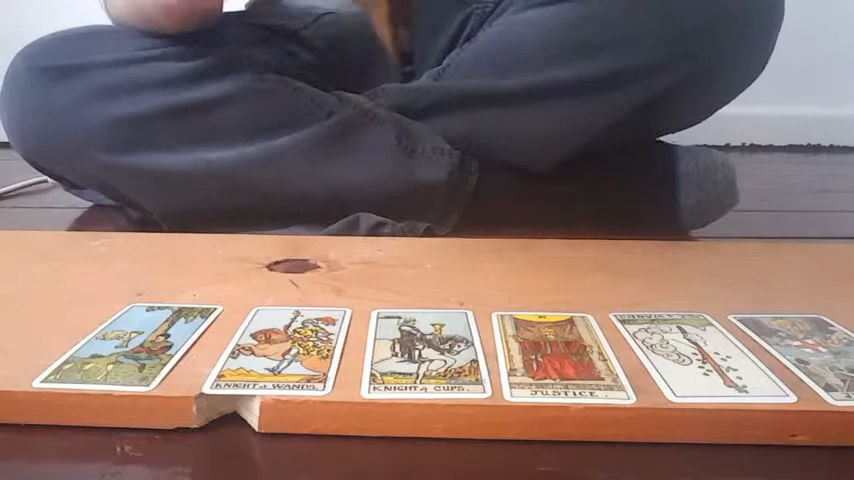 KNIGHT of WANDS.
KNIGHT of CUPS.
JUSTICE.